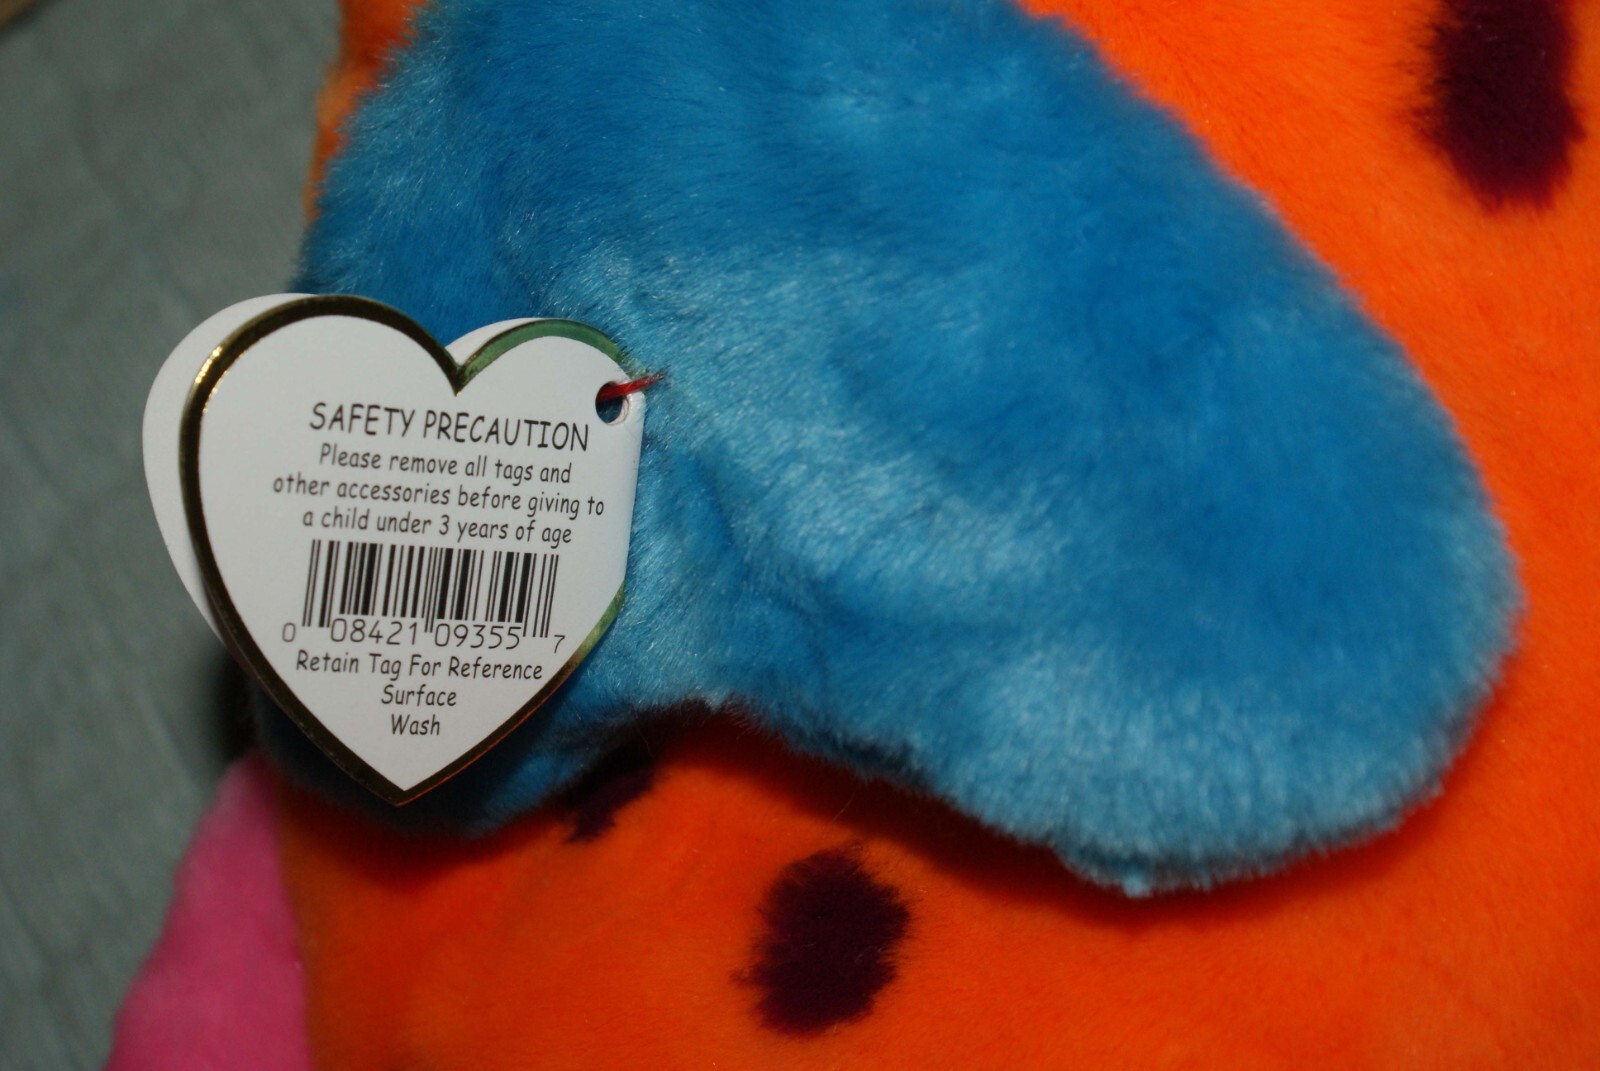 SAFETY PRECAUTION
Please remove all tags and
other accessories before giving to
a child under 3 years of age
0 08421 09355 7
Retain Tag For Reference
Surface
Wash